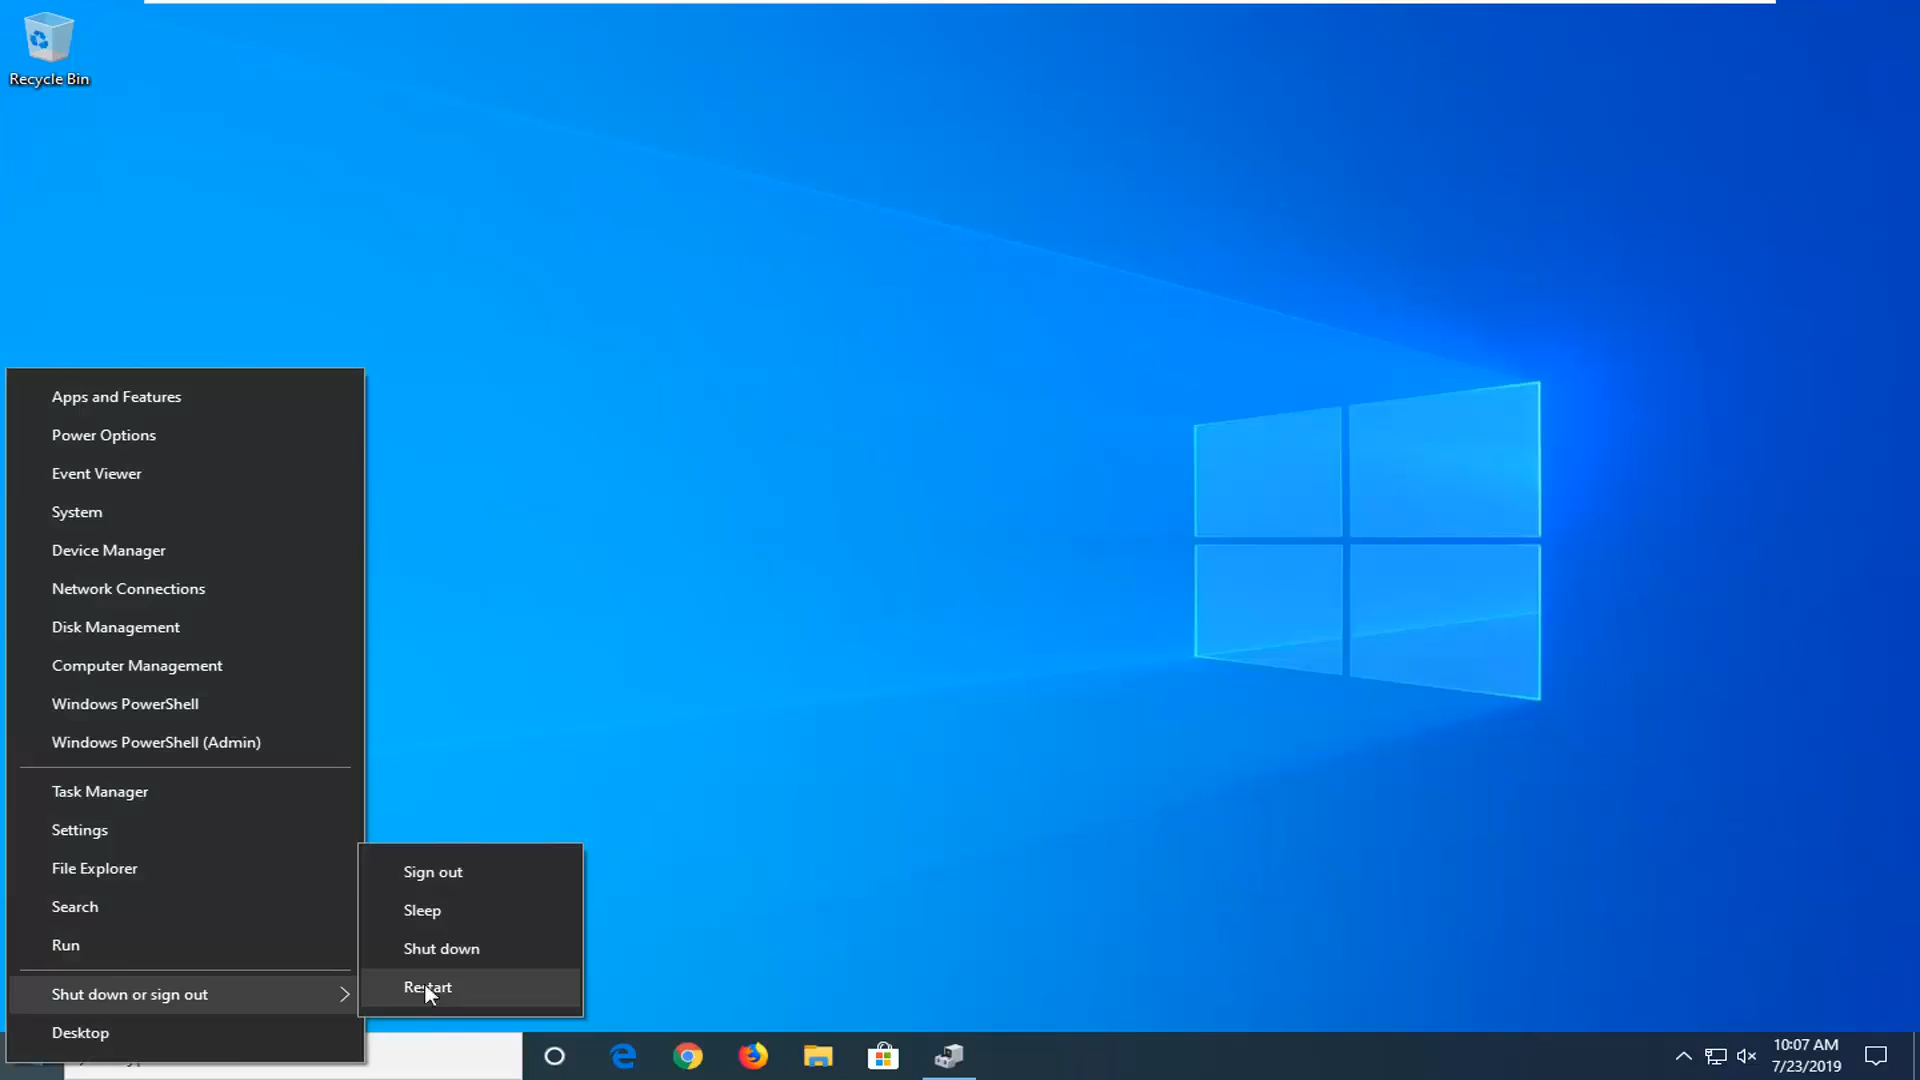 Recycle Bin
Apps and Features
Power Options
Event Viewer
System
Device Manager
Network Connections
Disk Management
Computer Management
Windows PowerShell
Windows PowerShell (Admin)
Task Manager
Settings
File Explorer
Search
Run
Shut down or sign out
Desktop
Sign out
Sleep
Shut down
Restart
10:07 AM
7/23/2019